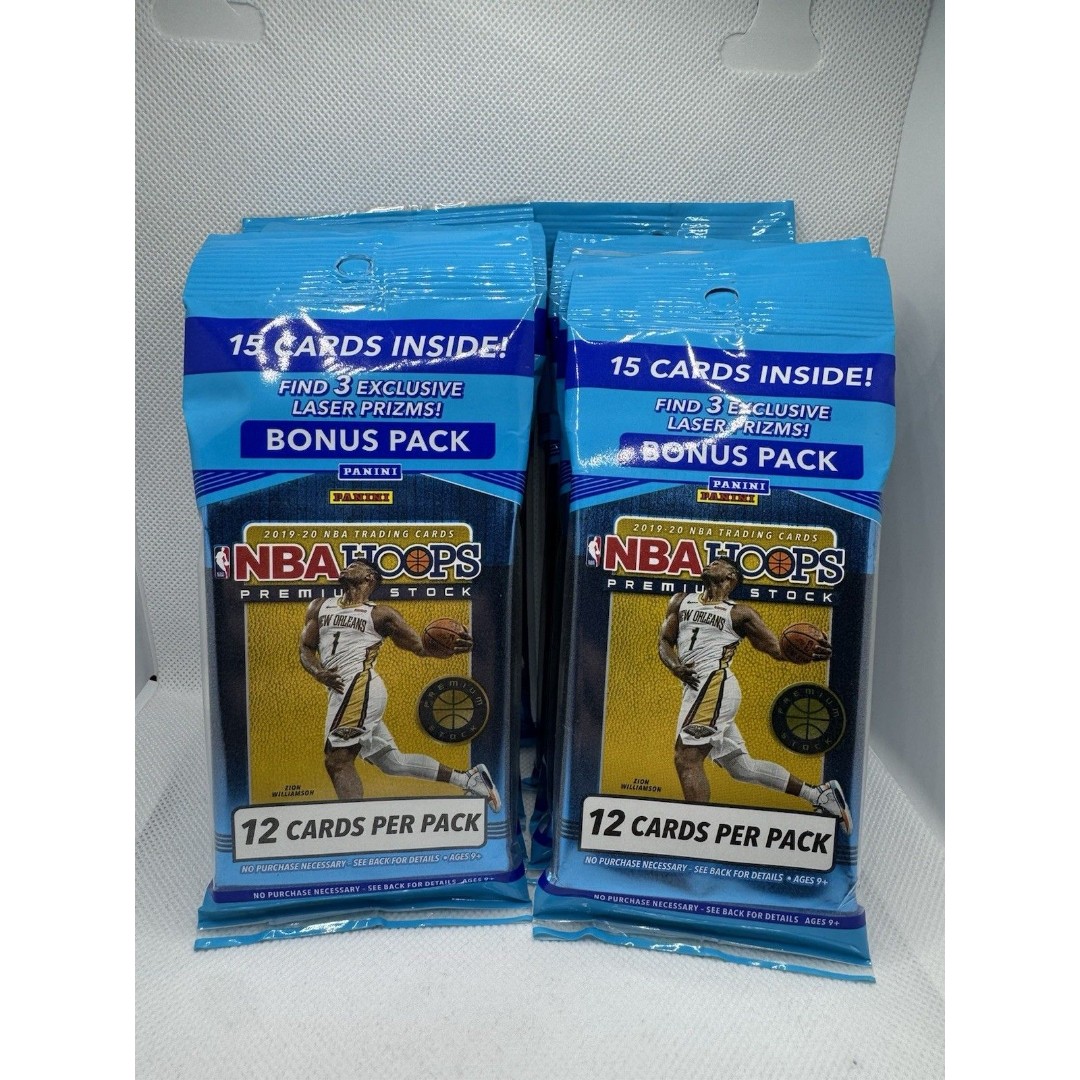 15 CARDS INSIDE!
FIND 3 EXCLUSIVE
LASER PRIZMS!
BONUS PACK
PANINI
PANINI
2019-20 NBA TRADING CARDS
NBA HOOPS
PREMIUM STOCK
NEW ORLEANS
1
PREMIUM
STOCK
ZION
WILLIAMSON
12 CARDS PER PACK
NO PURCHASE NECESSARY - SEE BACK FOR DETAILS • AGES 9+
NO PURCHASE NECESSARY - SEE BACK FOR DETAILS AGES 9+
15 CARDS INSIDE!
FIND 3 EXCLUSIVE
LASER PRIZMS!
BONUS PACK
PANINI
PANINI
2019-20 NBA TRADING CARDS
NBA HOOPS
PREMIUM STOCK
NEW ORLEANS
1
PREMIUM
STOCK
ZION
WILLIAMSON
12 CARDS PER PACK
NO PURCHASE NECESSARY - SEE BACK FOR DETAILS • AGES 9+
NO PURCHASE NECESSARY - SEE BACK FOR DETAILS AGES 9+